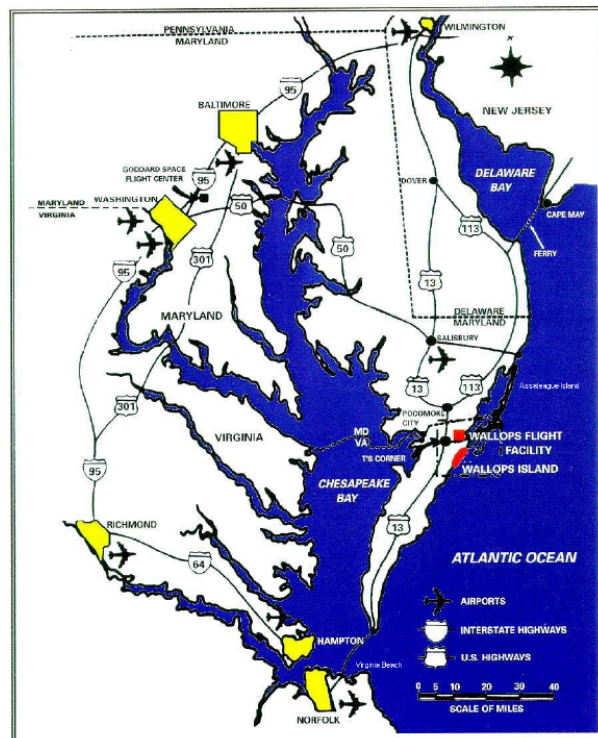 PENNSYLVANIA
MARYLAND
WILMINGTON
N
95
BALTIMORE
NEW JERSEY
GODDARD SPACE
FLIGHT CENTER
95
DELAWARE
BAY
DOVER
MARYLAND
VIRGINIA
WASHINGTON
50
CAPE MAY
113
FERRY
50
301
95
13
MARYLAND
DELAWARE
MARYLAND
SALISBURY
13
113
Assateague Island
301
POCOMOKE
CITY
VIRGINIA
MD
VA
T'S CORNER
WALLOPS FLIGHT
FACILITY
WALLOPS ISLAND
95
CHESAPEAKE
BAY
13
RICHMOND
64
ATLANTIC OCEAN
AIRPORTS
INTERSTATE HIGHWAYS
HAMPTON
U.S. HIGHWAYS
Virginia Beach
NORFOLK
0 5 10 20 30 40
SCALE OF MILES